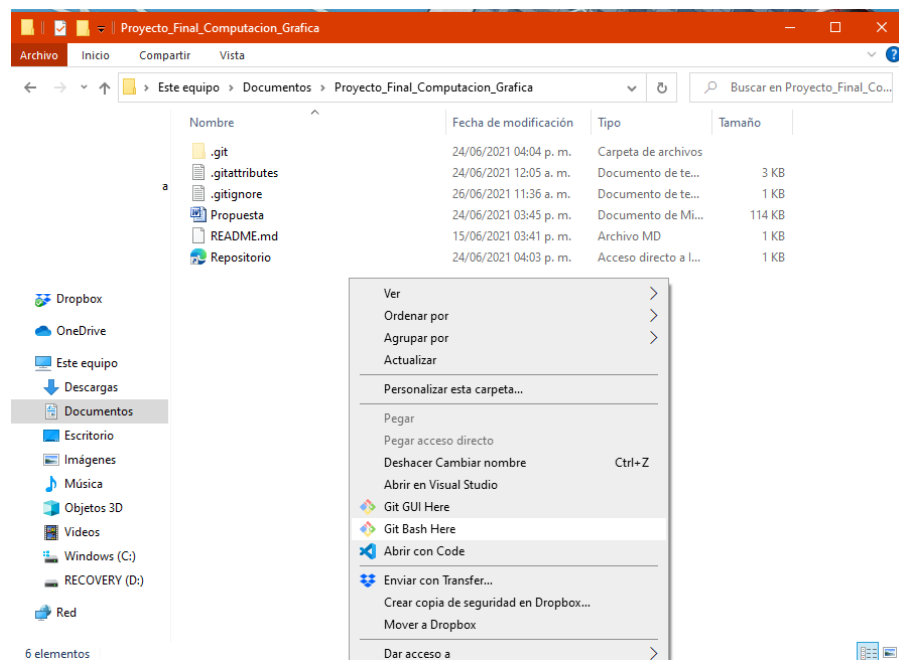 Proyecto_Final_Computacion_Grafica
Archivo Inicio Compartir Vista
Este equipo > Documentos > Proyecto_Final_Computacion_Grafica
Buscar en Proyecto_Final_Co...
Nombre Fecha de modificación Tipo Tamaño
.git 24/06/2021 04:04 p. m. Carpeta de archivos
.gitattributes 24/06/2021 12:05 a. m. Documento de te... 3 KB
a
.gitignore 26/06/2021 11:36 a. m. Documento de te... 1 KB
Propuesta 24/06/2021 03:45 p. m. Documento de Mi... 114 KB
README.md 15/06/2021 03:41 p. m. Archivo MD 1 KB
Repositorio 24/06/2021 04:03 p. m. Acceso directo a l... 1 KB
Dropbox
OneDrive
Este equipo
Descargas
Documentos
Escritorio
Imágenes
Música
Objetos 3D
Videos
Windows (C:)
RECOVERY (D:)
Red
6 elementos
Ver
Ordenar por
Agrupar por
Actualizar
Personalizar esta carpeta...
Pegar
Pegar acceso directo
Deshacer Cambiar nombre Ctrl+Z
Abrir en Visual Studio
Git GUI Here
Git Bash Here
Abrir con Code
Enviar con Transfer...
Crear copia de seguridad en Dropbox...
Mover a Dropbox
Dar acceso a